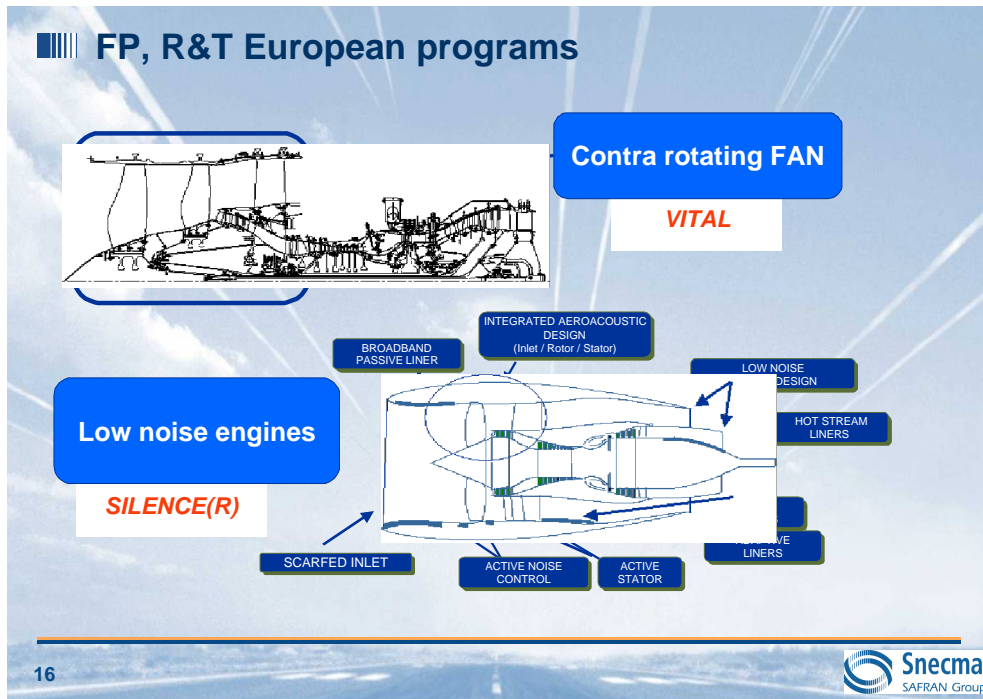 FP, R&T European programs
Contra rotating FAN
VITAL
INTEGRATED AEROACOUSTIC
DESIGN
(Inlet / Rotor / Stator)
BROADBAND
PASSIVE LINER
LOW NOISE
DESIGN
HOT STREAM
LINERS
Low noise engines
SILENCE(R)
LINERS
SCARFED INLET
ACTIVE NOISE
CONTROL
ACTIVE
STATOR
16
Snecma
SAFRAN Group